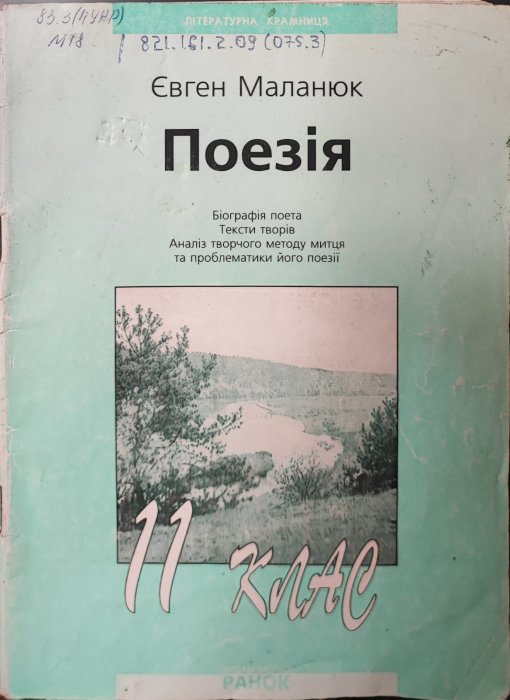 ЛІТЕРАТУРНА КРАМНИЦЯ
83.3(4УКР)
М18
821.161.2.09(075.3)
Євген Маланюк
Поезія
Біографія поета
Тексти творів
Аналіз творчого методу митця
та проблематики його поезії
11 КЛАС
РАНОК